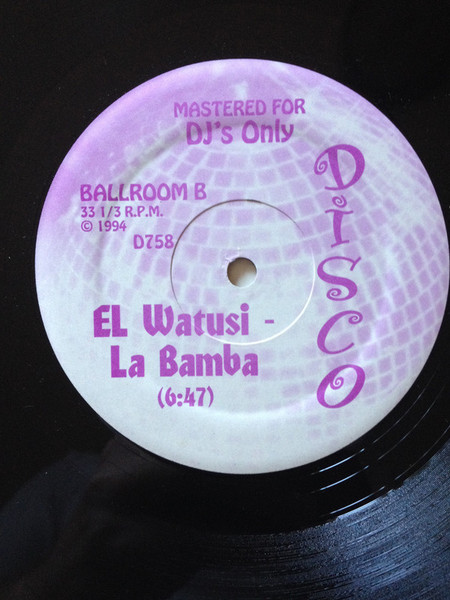 MASTERED FOR
DJ's Only
DISCO
BALLROOM B
33 1/3 R.P.M.
© 1994
D758
EL Watusi -
La Bamba
(6:47)